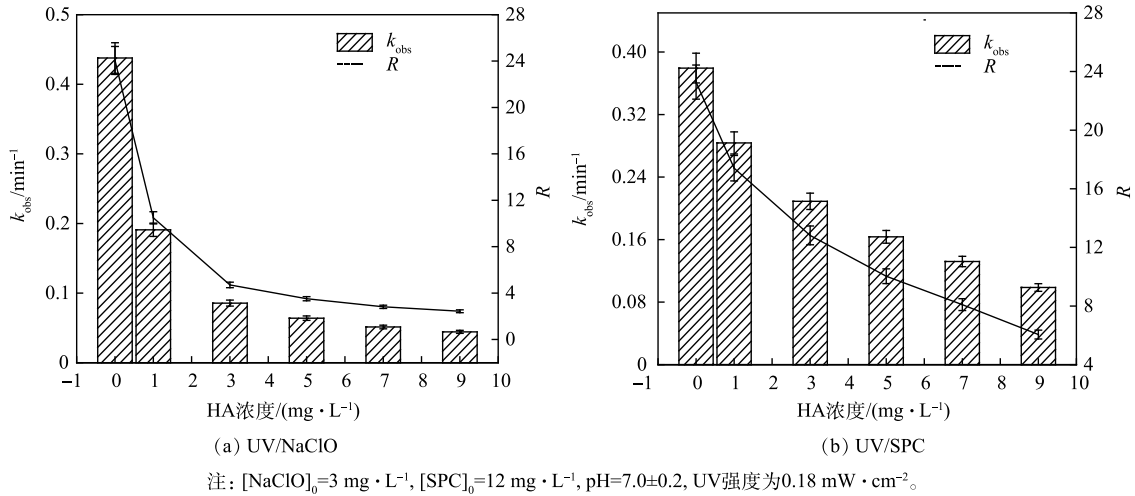 0.5
0.4
0.3
0.2
0.1
0
k_obs/min⁻¹
28
24
20
16
12
8
4
0
R
k_obs
R
−1 0 1 2 3 4 5 6 7 8 9 10
HA浓度/(mg·L⁻¹)
(a) UV/NaClO
0.40
0.32
0.24
0.16
0.08
0
k_obs/min⁻¹
28
24
20
16
12
8
4
R
k_obs
R
−1 0 1 2 3 4 5 6 7 8 9 10
HA浓度/(mg·L⁻¹)
(b) UV/SPC
注: [NaClO]₀=3 mg·L⁻¹, [SPC]₀=12 mg·L⁻¹, pH=7.0±0.2, UV强度为0.18 mW·cm⁻²。